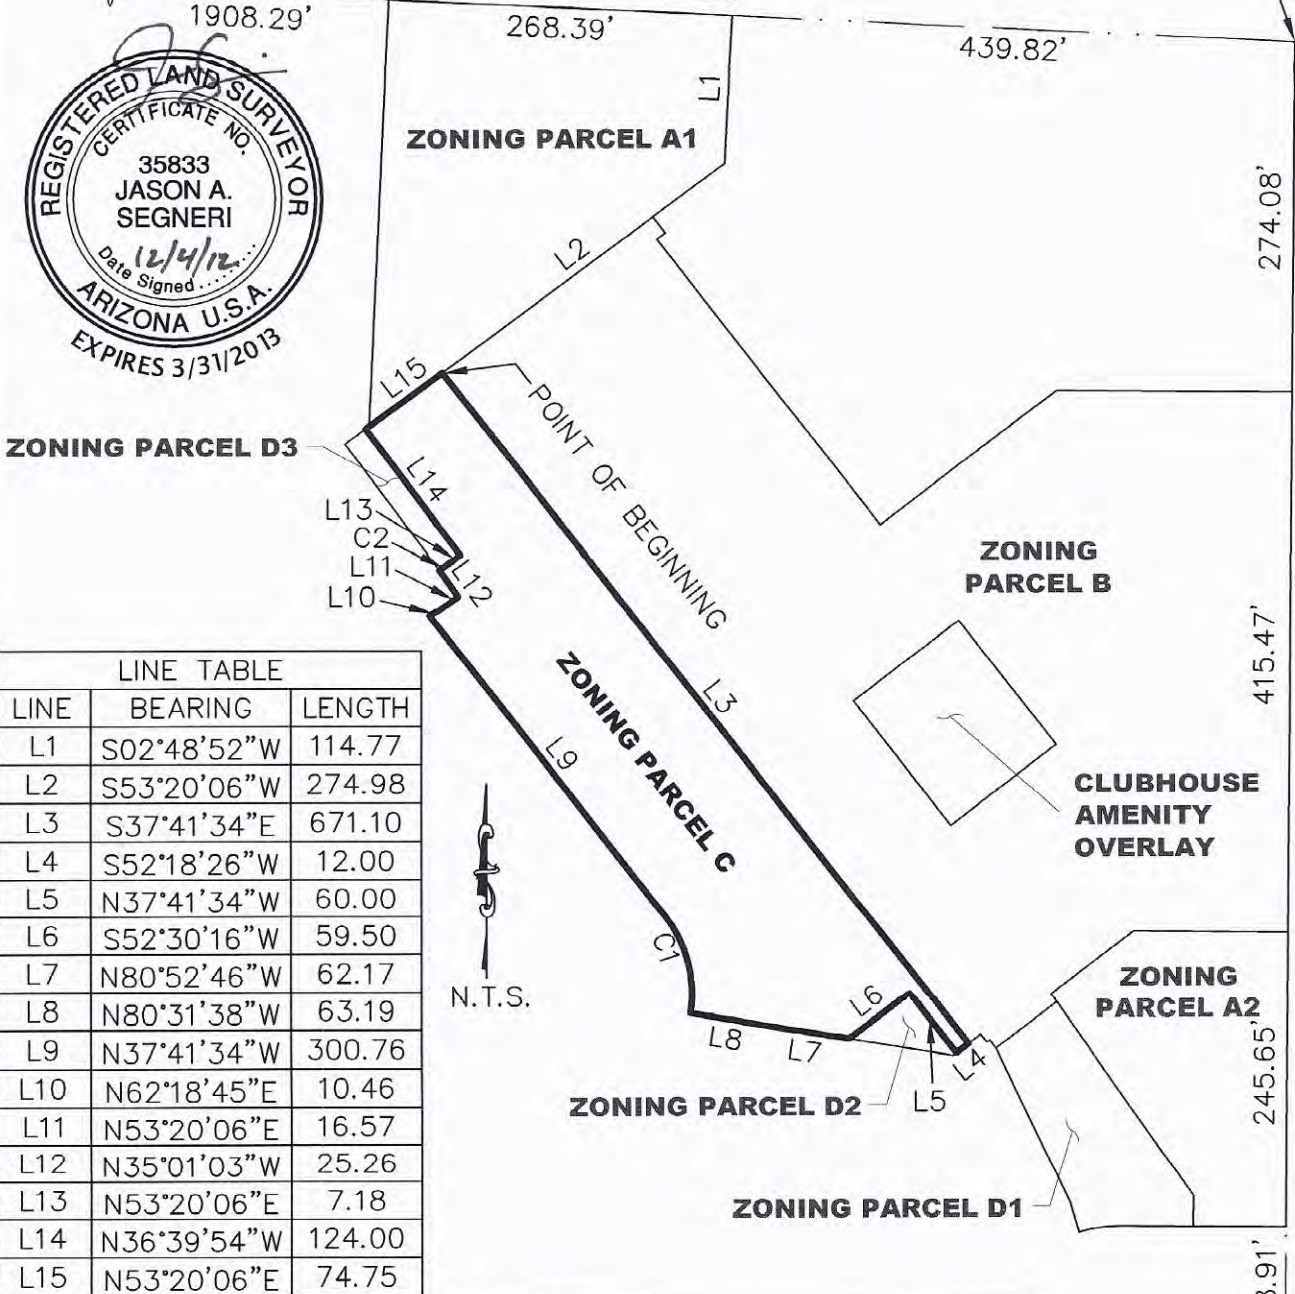 1908.29'
268.39'
439.82'
REGISTERED LAND SURVEYOR
CERTIFICATE NO.
35833
JASON A.
SEGNERI
12/4/12
Date Signed........
ARIZONA U.S.A.
EXPIRES 3/31/2013
L1
ZONING PARCEL A1
274.08'
L2
L15
POINT OF BEGINNING
ZONING PARCEL D3
L14
L13
C2
L11
L12
L10
ZONING
PARCEL B
415.47'
ZONING PARCEL C
L3
L9
CLUBHOUSE
AMENITY
OVERLAY
N.T.S.
C1
L6
L8
L7
L4
L5
ZONING
PARCEL A2
245.65'
ZONING PARCEL D2
ZONING PARCEL D1
LINE TABLE
LINE BEARING LENGTH
L1 S02°48'52"W 114.77
L2 S53°20'06"W 274.98
L3 S37°41'34"E 671.10
L4 S52°18'26"W 12.00
L5 N37°41'34"W 60.00
L6 S52°30'16"W 59.50
L7 N80°52'46"W 62.17
L8 N80°31'38"W 63.19
L9 N37°41'34"W 300.76
L10 N62°18'45"E 10.46
L11 N53°20'06"E 16.57
L12 N35°01'03"W 25.26
L13 N53°20'06"E 7.18
L14 N36°39'54"W 124.00
L15 N53°20'06"E 74.75